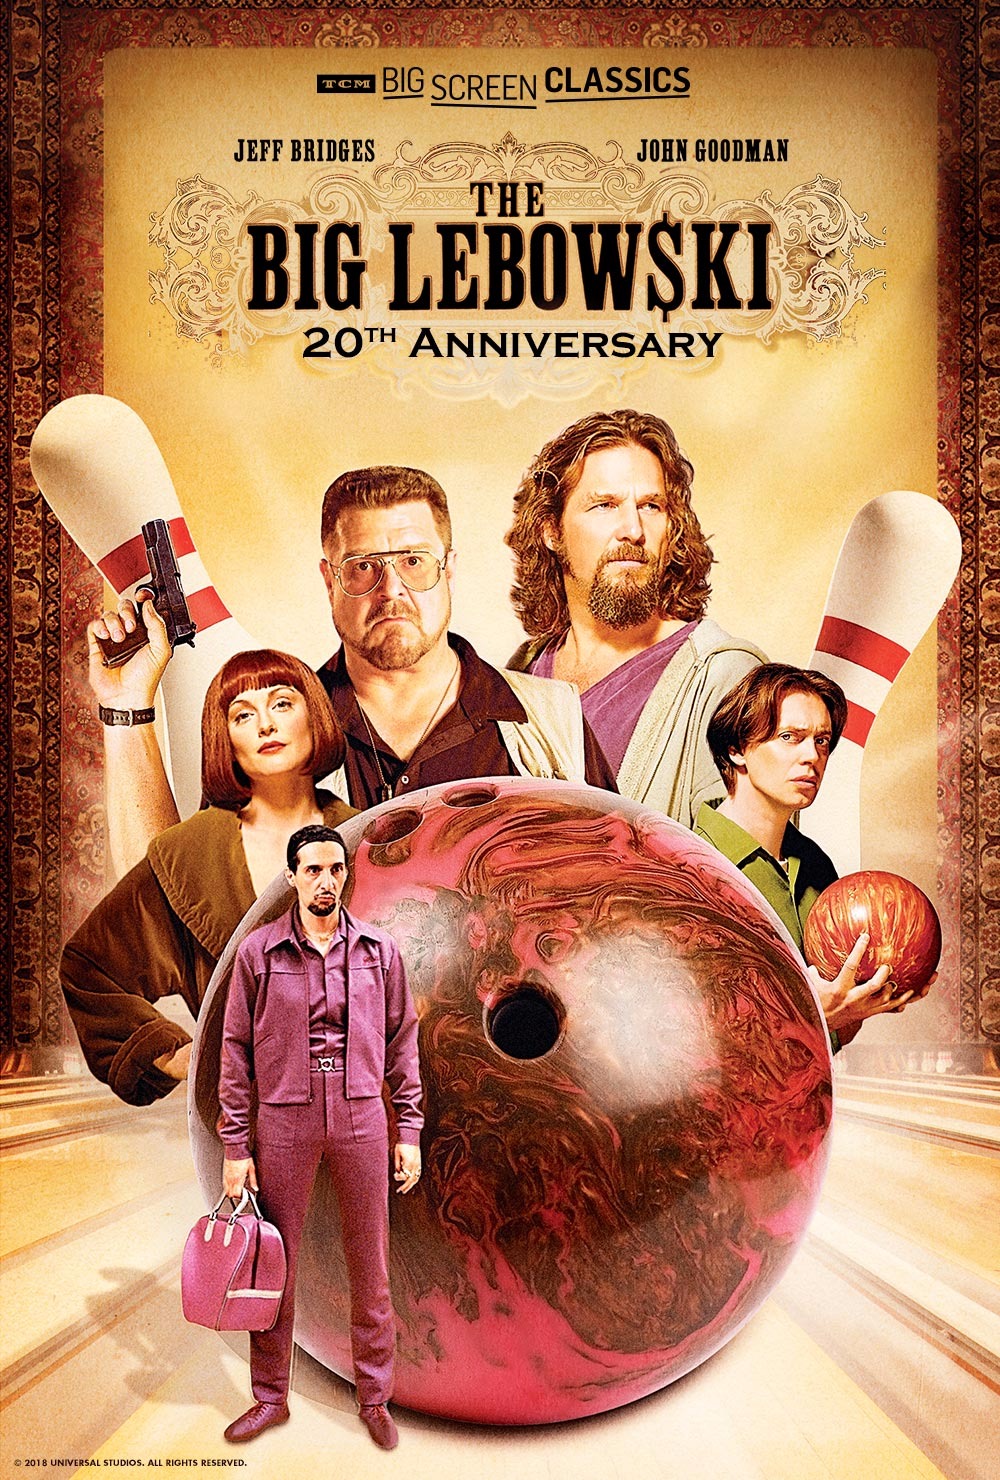 TCM BIG SCREEN CLASSICS
JEFF BRIDGES JOHN GOODMAN
THE
BIG LEBOW$KI
20TH ANNIVERSARY
© 2018 UNIVERSAL STUDIOS. ALL RIGHTS RESERVED.